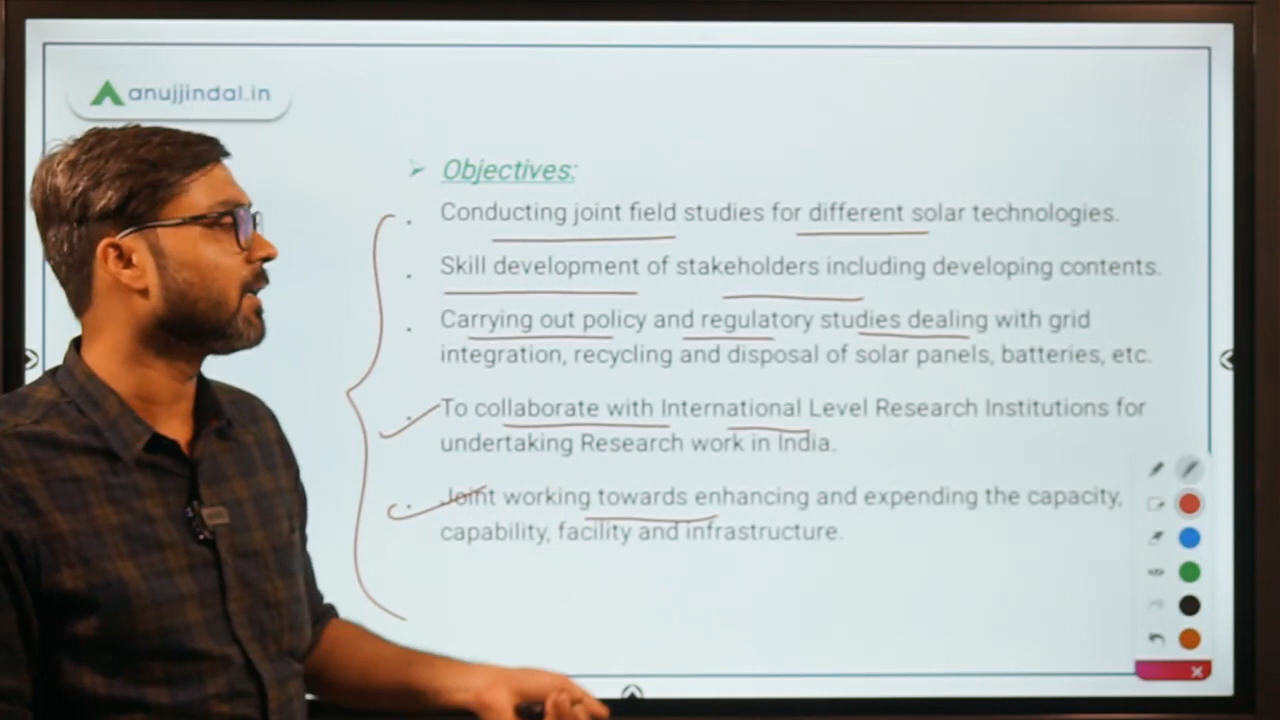 anujjindal.in
Objectives:
Conducting joint field studies for different solar technologies.
Skill development of stakeholders including developing contents.
Carrying out policy and regulatory studies dealing with grid
integration, recycling and disposal of solar panels, batteries, etc.
To collaborate with International Level Research Institutions for
undertaking Research work in India.
Joint working towards enhancing and expending the capacity,
capability, facility and infrastructure.